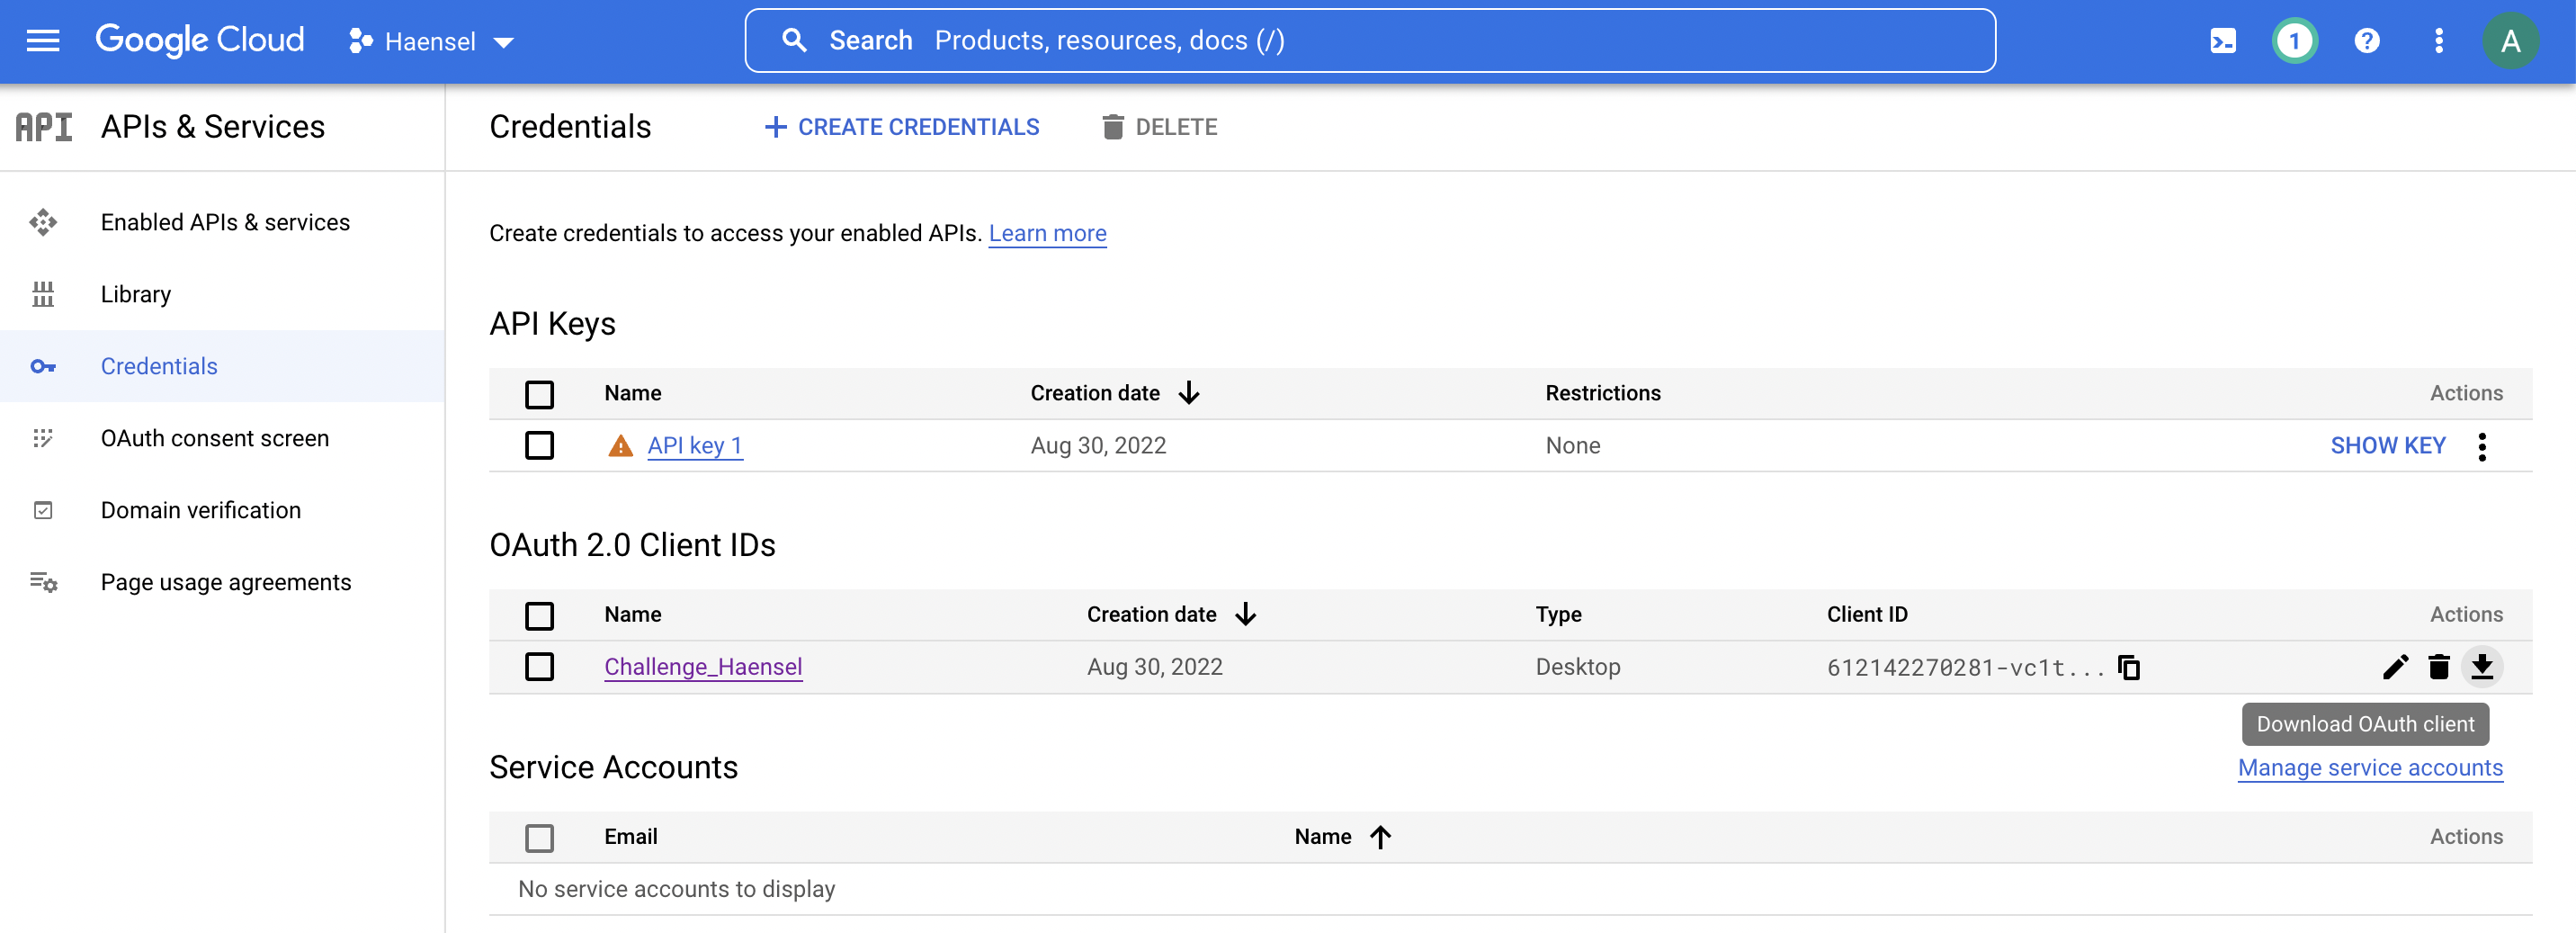 Google Cloud
Haensel
Search Products, resources, docs (/)
1
?
A
API APIs & Services
Credentials
+ CREATE CREDENTIALS
DELETE
Enabled APIs & services
Library
Credentials
OAuth consent screen
Domain verification
Page usage agreements
Create credentials to access your enabled APIs. Learn more
API Keys
Name Creation date Restrictions Actions
API key 1 Aug 30, 2022 None SHOW KEY
OAuth 2.0 Client IDs
Name Creation date Type Client ID Actions
Challenge_Haensel Aug 30, 2022 Desktop 612142270281-vc1t...
Download OAuth client
Service Accounts
Manage service accounts
Email Name Actions
No service accounts to display